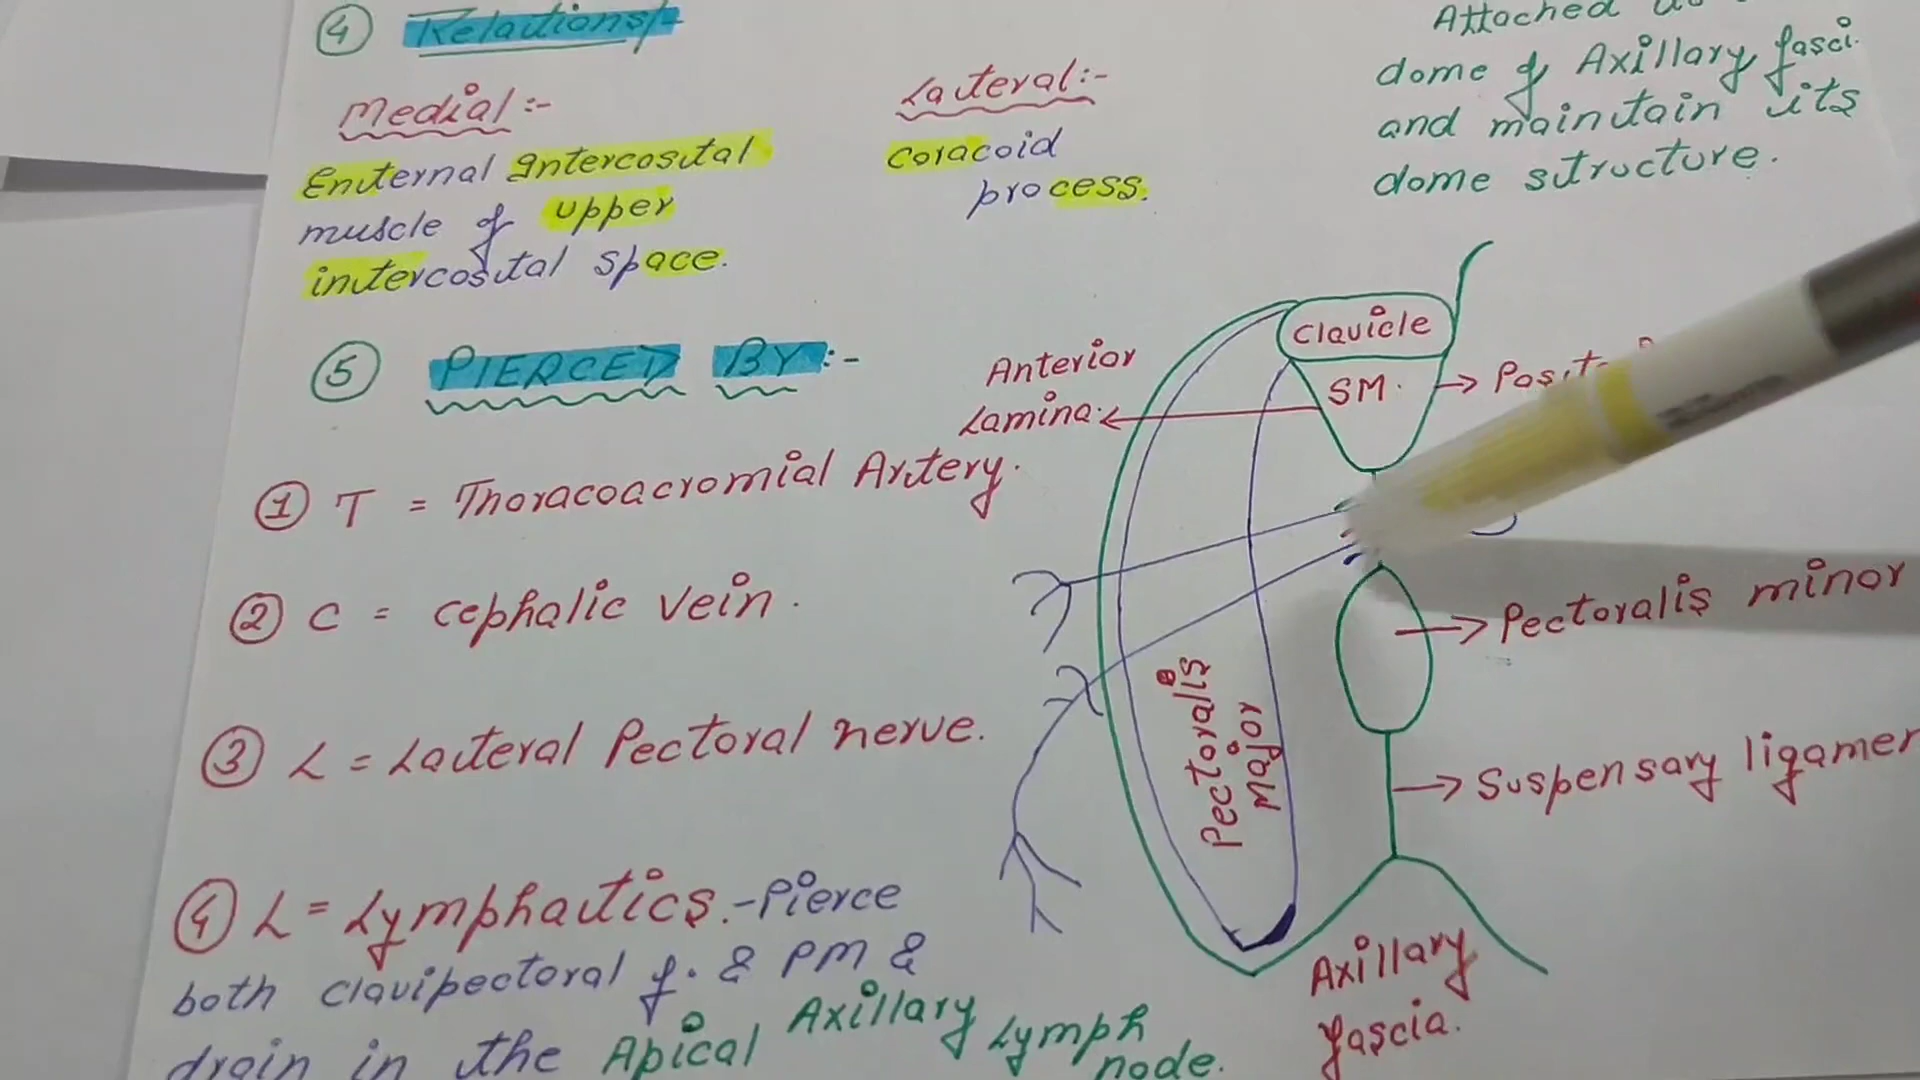 ④ Relations:-
Medial:-
Enternal Intercostal
muscle of upper
intercostal space.
Lateral:-
Coracoid
process.
Attached
dome of Axillary fasci
and maintain its
dome structure.
⑤ PIERCED BY:-
① T = Thoracoacromial Artery.
② C = Cephalic vein.
③ L = Lateral Pectoral nerve.
④ L = Lymphatics.-Pierce
both clavipectoral f. & PM &
drain in the Apical Axillary Lymph
node.
Clavicle
SM.
Anterior
Lamina.
Pectoralis minor
Pectoralis
Major
Suspensary ligamen
Axillary
fascia.